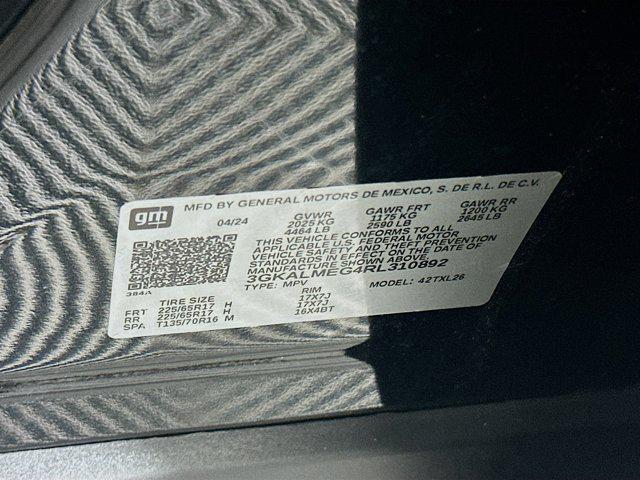 gm
MFD BY GENERAL MOTORS DE MEXICO, S. DE R.L. DE C.V.
04/24 GVWR GAWR FRT GAWR RR
2025 KG 1175 KG 1200 KG
4464 LB 2590 LB 2645 LB
THIS VEHICLE CONFORMS TO ALL
APPLICABLE U.S. FEDERAL MOTOR
VEHICLE SAFETY AND THEFT PREVENTION
STANDARDS IN EFFECT ON THE DATE OF
MANUFACTURE SHOWN ABOVE.
3GKALMEG4RL310892
384A
TYPE: MPV MODEL: 42TXL26
TIRE SIZE RIM
FRT 225/65R17 H 17X7J
RR 225/65R17 H 17X7J
SPA T135/70R16 M 16X4BT